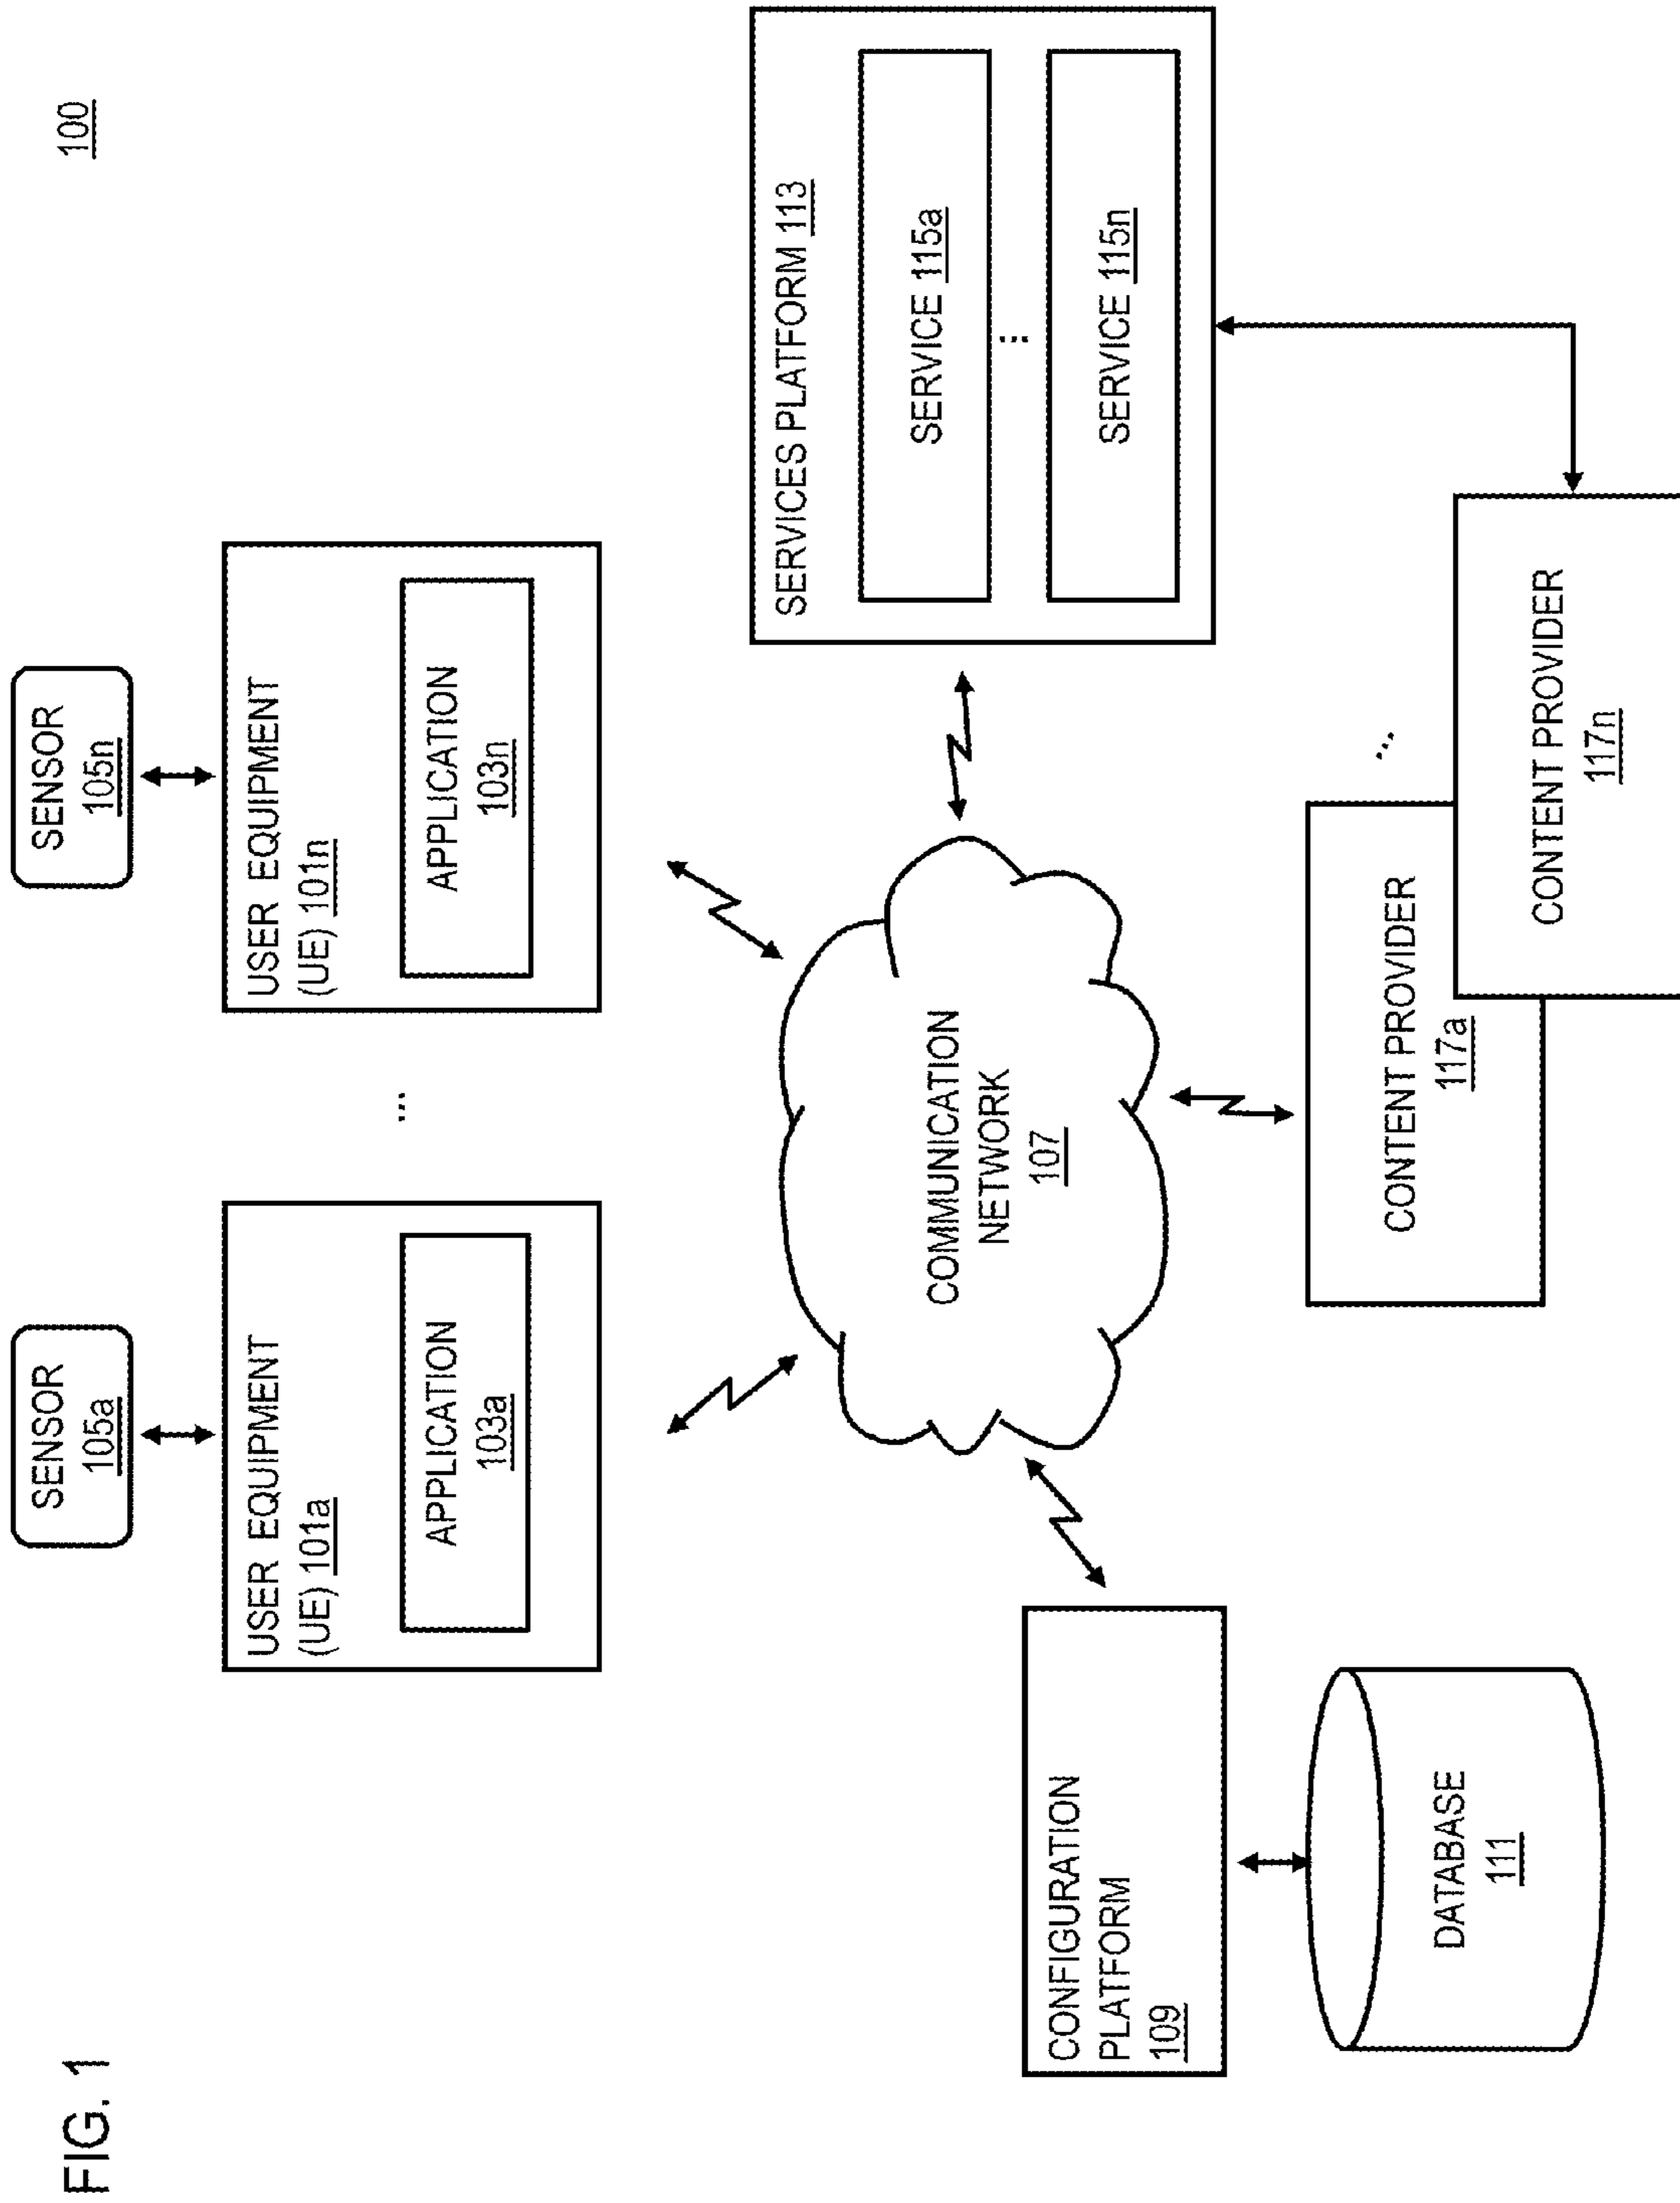 FIG. 1
100
SENSOR
105a
SENSOR
105n
USER EQUIPMENT
(UE) 101a
APPLICATION
103a
...
USER EQUIPMENT
(UE) 101n
APPLICATION
103n
COMMUNICATION
NETWORK
107
SERVICES PLATFORM 113
SERVICE 115a
...
SERVICE 115n
CONFIGURATION
PLATFORM
109
DATABASE
111
CONTENT PROVIDER
117a
...
CONTENT PROVIDER
117n